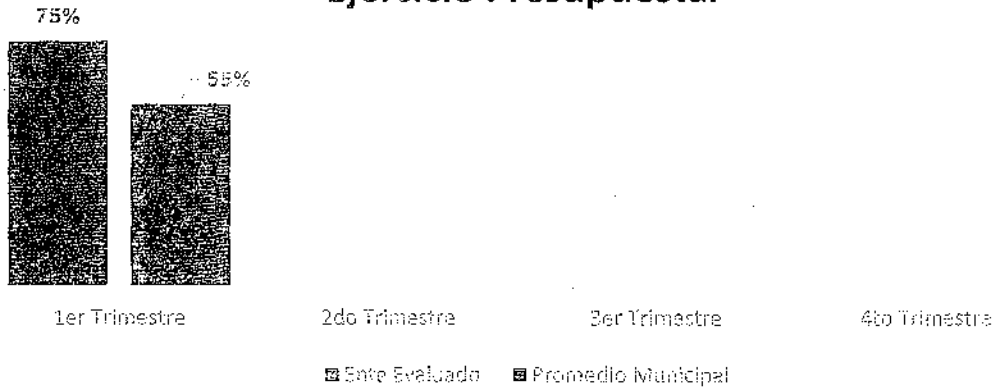 Ejercicio Presupuestal
75%
55%
1er Trimestre 2do Trimestre 3er Trimestre 4to Trimestre
Ente Evaluado Promedio Municipal